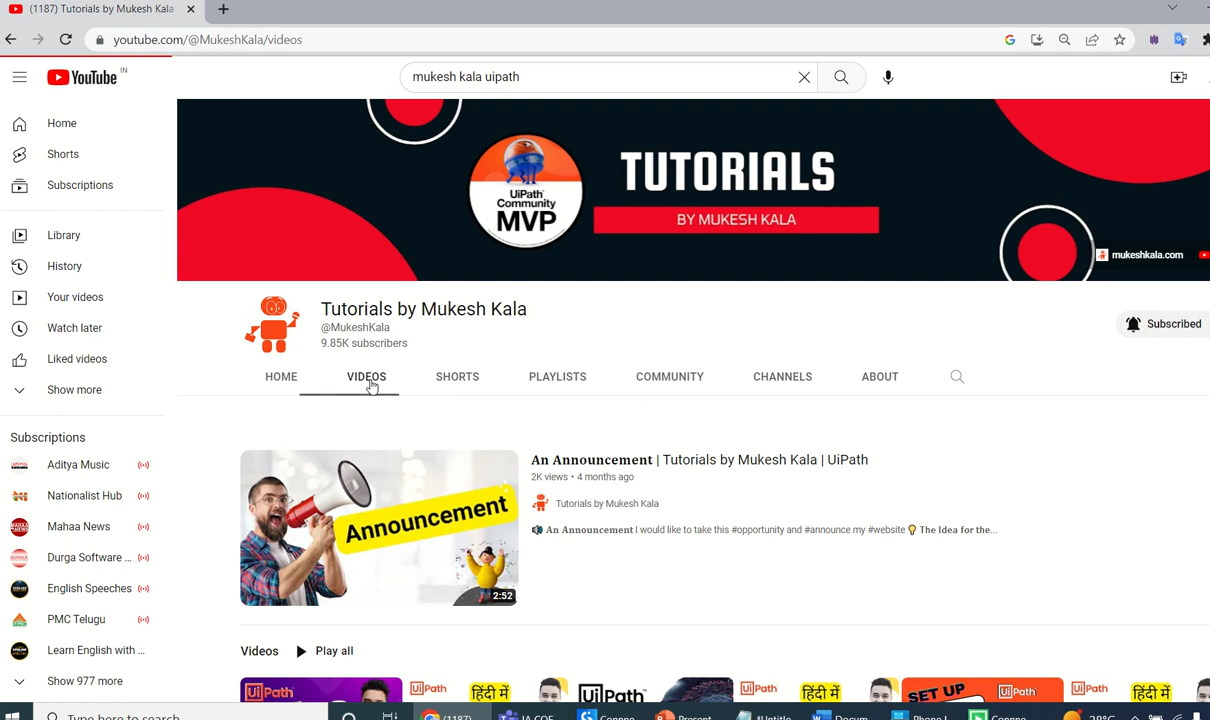 (1187) Tutorials by Mukesh Kala
youtube.com/@MukeshKala/videos
YouTube IN
mukesh kala uipath
Home
Shorts
Subscriptions
Library
History
Your videos
Watch later
Liked videos
Show more
Subscriptions
Aditya Music
Nationalist Hub
Mahaa News
Durga Software ...
English Speeches
PMC Telugu
Learn English with ...
Show 977 more
UiPath
Community
MVP
TUTORIALS
BY MUKESH KALA
mukeshkala.com
Tutorials by Mukesh Kala
@MukeshKala
9.85K subscribers
Subscribed
HOME VIDEOS SHORTS PLAYLISTS COMMUNITY CHANNELS ABOUT
Announcement
2:52
An Announcement | Tutorials by Mukesh Kala | UiPath
2K views • 4 months ago
Tutorials by Mukesh Kala
An Announcement I would like to take this #opportunity and #announce my #website The Idea for the...
Videos Play all
UiPath UiPath हिंदी में UiPath UiPath हिंदी में SET UP UiPath UiPath हिंदी में
Type here to search
(1187)